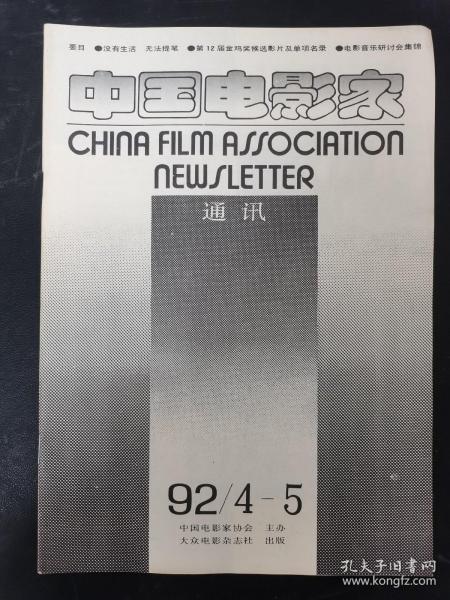 要目 ●没有生活 无法提笔 ●第12届金鸡奖候选影片及单项名录 ●电影音乐研讨会集锦
中国电影家
CHINA FILM ASSOCIATION
NEWSLETTER
通讯
92/4-5
中国电影家协会 主办
大众电影杂志社 出版
孔夫子旧书网
www.kongfz.com